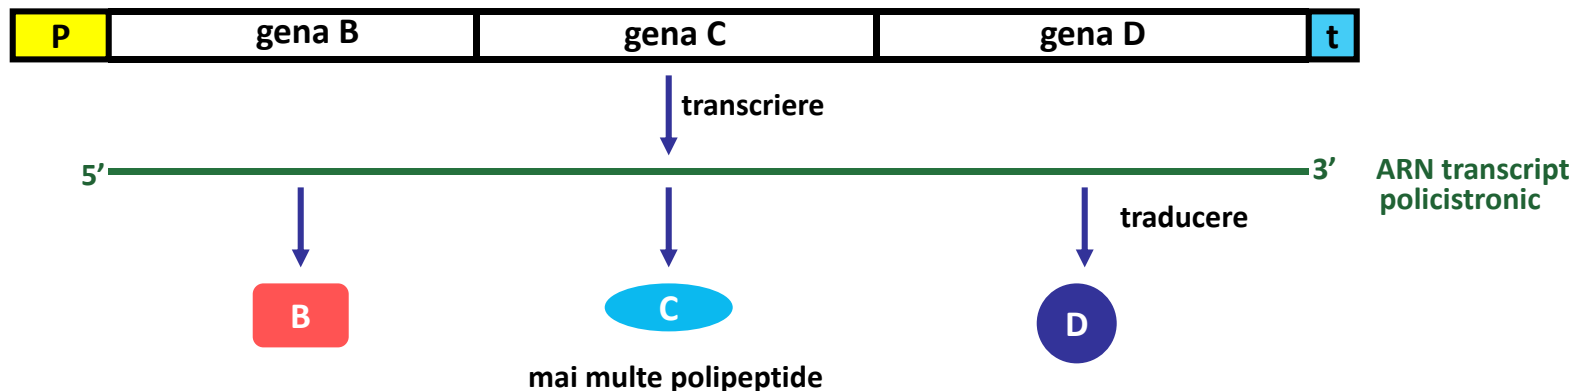 P gena B gena C gena D t
transcriere
5’ 3’ ARN transcript
policistronic
traducere
B C D
mai multe polipeptide